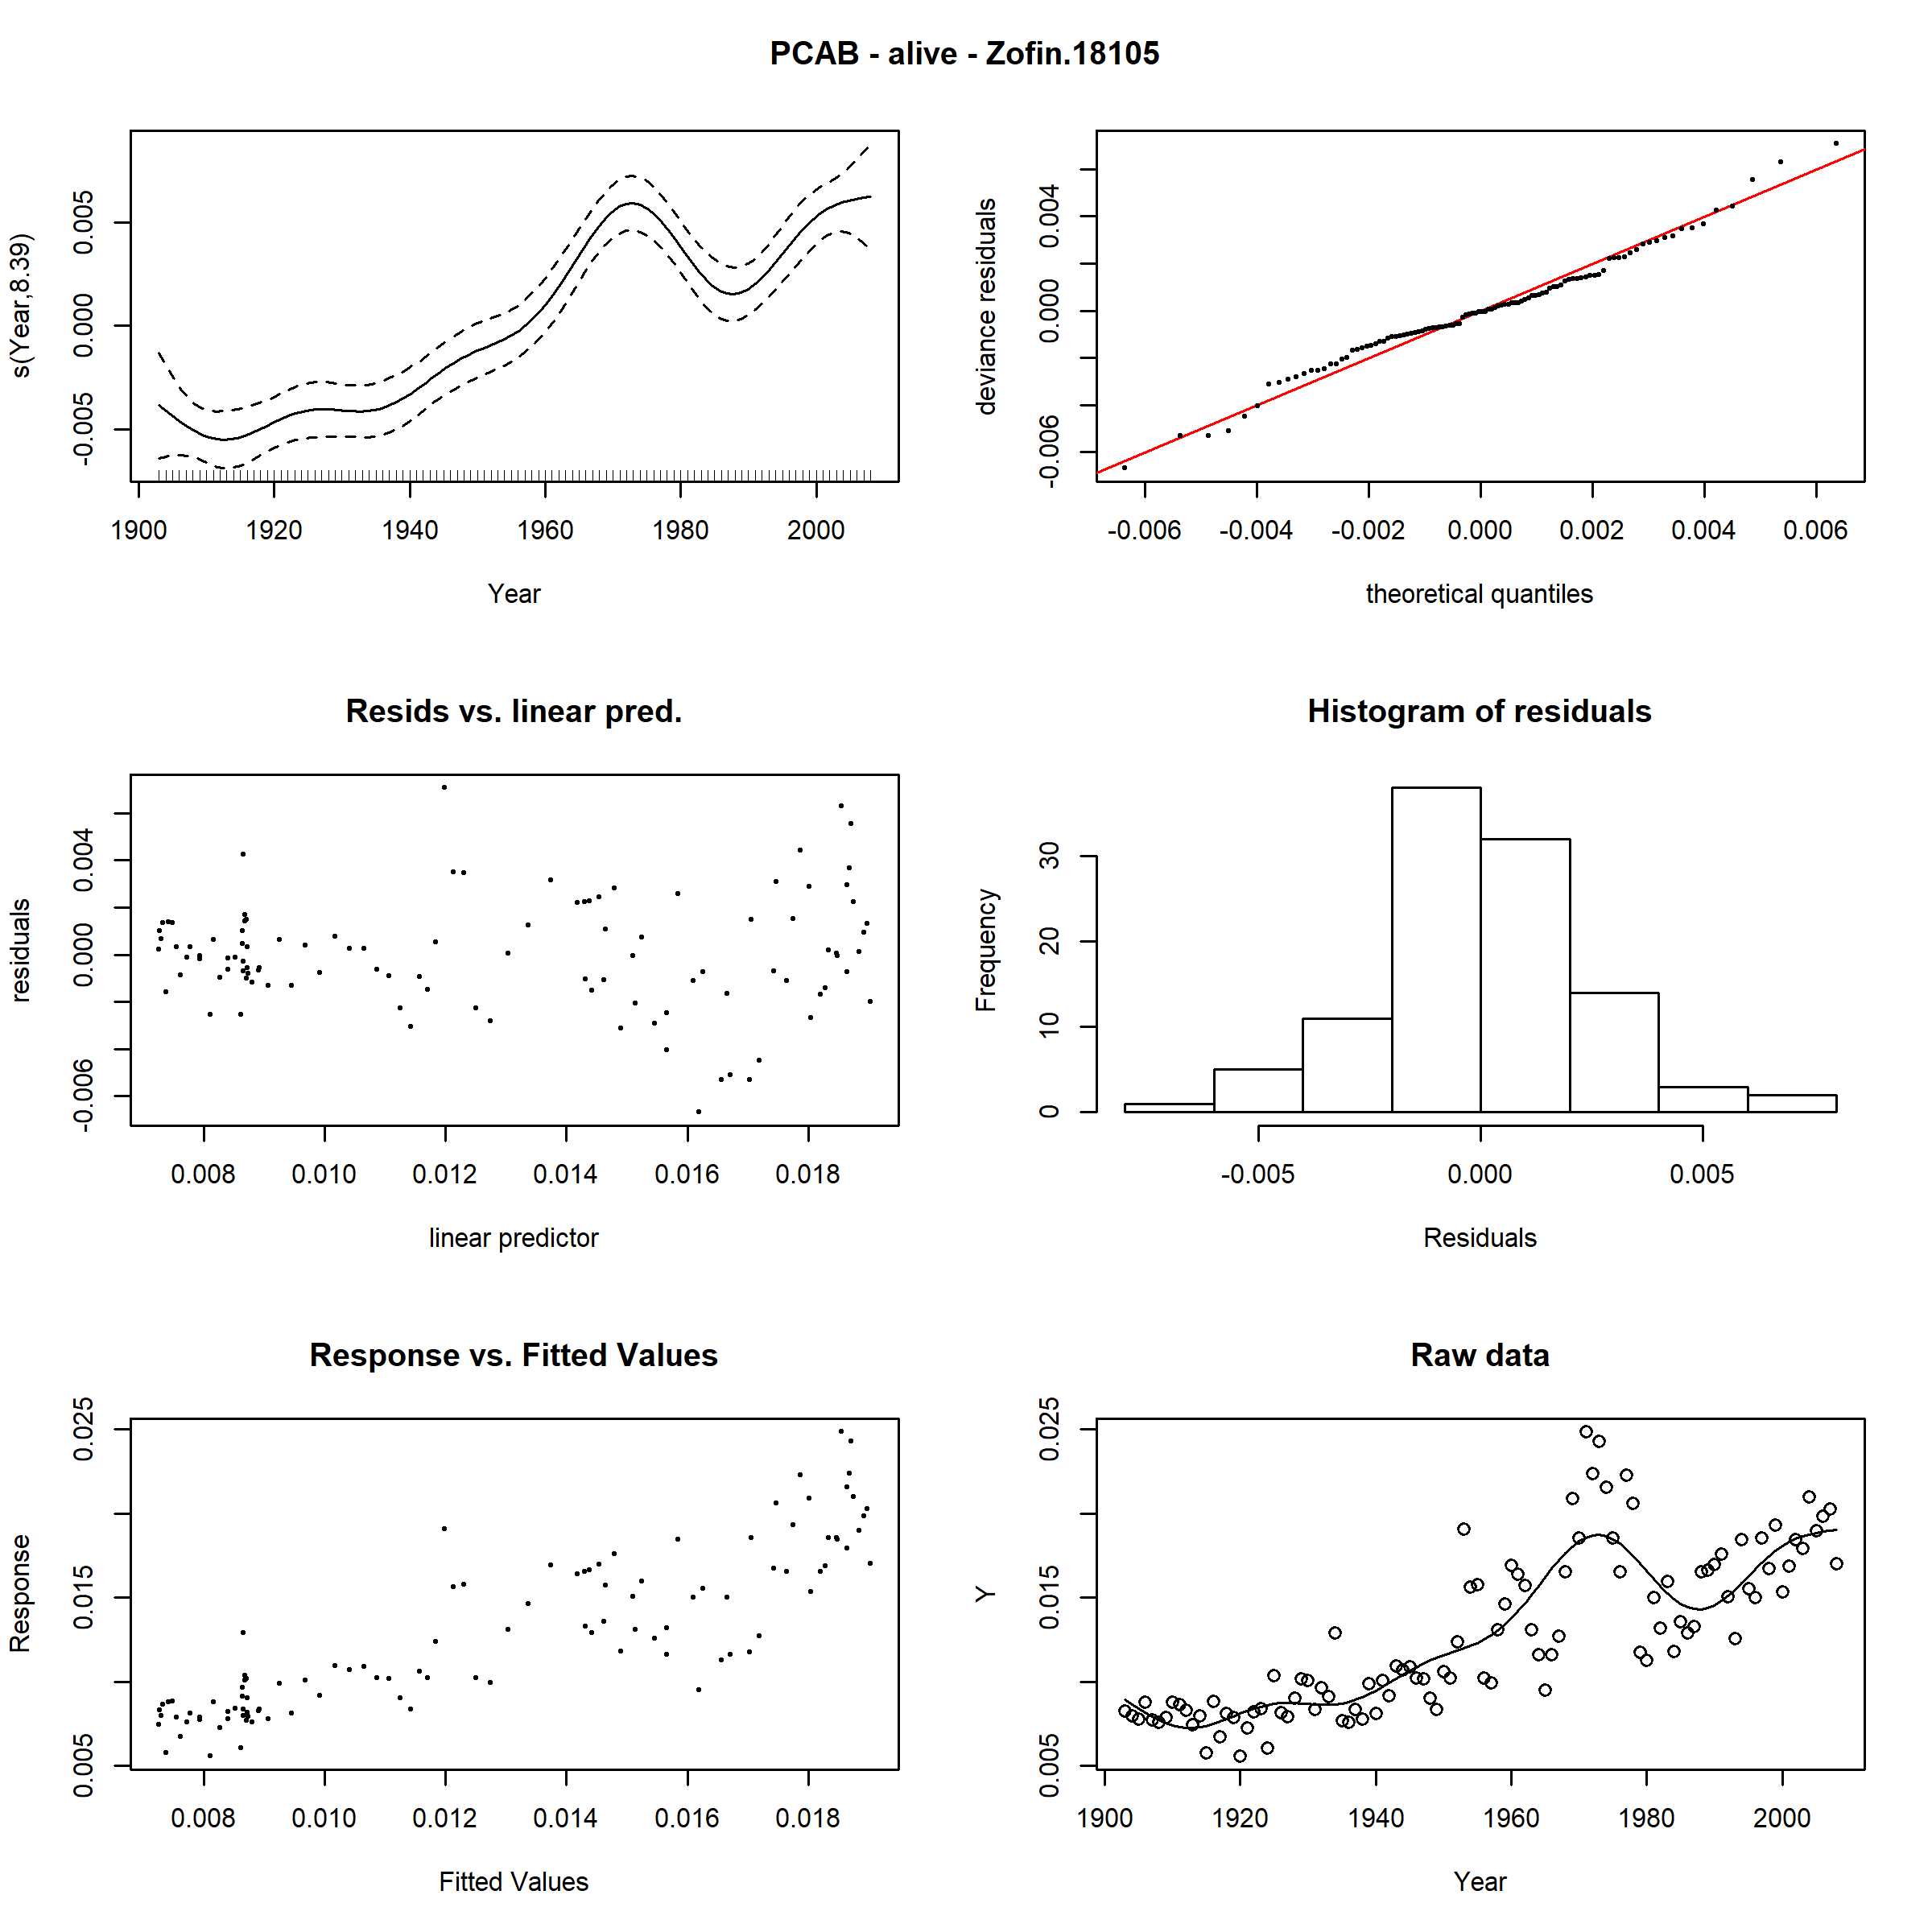 PCAB - alive - Zofin.18105
s(Year,8.39)
-0.005 0.000 0.005
1900 1920 1940 1960 1980 2000
Year
deviance residuals
-0.006 0.000 0.004
-0.006 -0.004 -0.002 0.000 0.002 0.004 0.006
theoretical quantiles
Resids vs. linear pred.
residuals
-0.006 0.000 0.004
0.008 0.010 0.012 0.014 0.016 0.018
linear predictor
Histogram of residuals
Frequency
0 10 20 30
-0.005 0.000 0.005
Residuals
Response vs. Fitted Values
Response
0.005 0.015 0.025
0.008 0.010 0.012 0.014 0.016 0.018
Fitted Values
Raw data
Y
0.005 0.015 0.025
1900 1920 1940 1960 1980 2000
Year